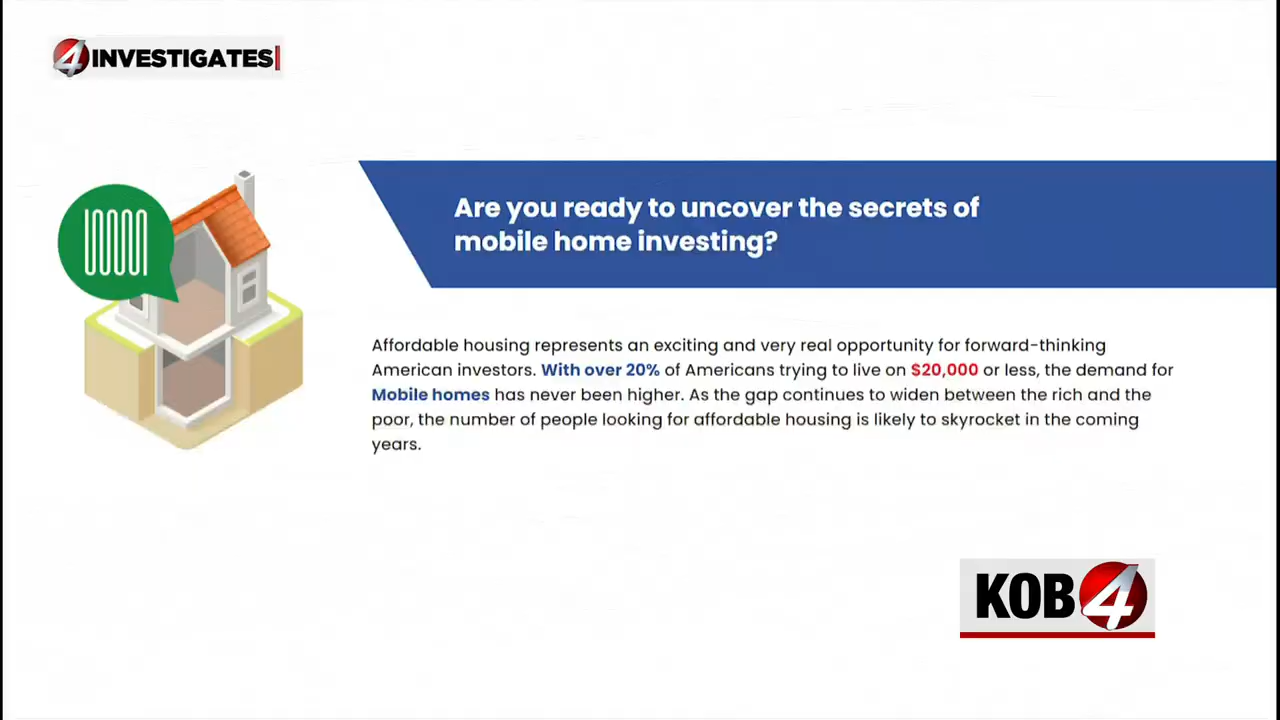 4 INVESTIGATES
Are you ready to uncover the secrets of
mobile home investing?
Affordable housing represents an exciting and very real opportunity for forward-thinking
American investors. With over 20% of Americans trying to live on $20,000 or less, the demand for
Mobile homes has never been higher. As the gap continues to widen between the rich and the
poor, the number of people looking for affordable housing is likely to skyrocket in the coming
years.
KOB 4